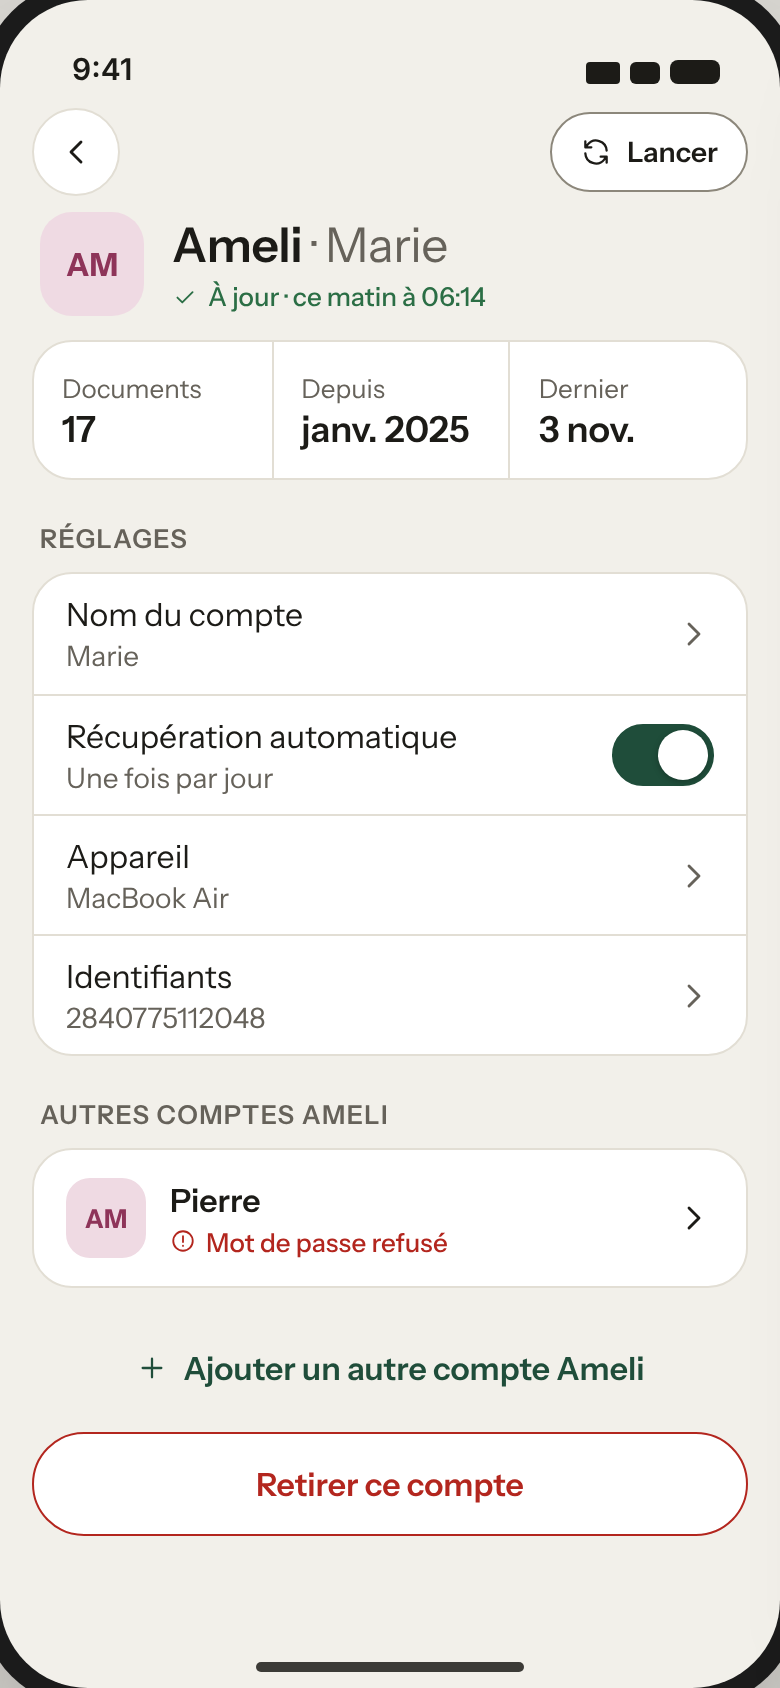 9:41
Lancer
AM
Ameli · Marie
À jour · ce matin à 06:14
Documents
17
Depuis
janv. 2025
Dernier
3 nov.
RÉGLAGES
Nom du compte
Marie
Récupération automatique
Une fois par jour
Appareil
MacBook Air
Identifiants
2840775112048
AUTRES COMPTES AMELI
AM
Pierre
Mot de passe refusé
Ajouter un autre compte Ameli
Retirer ce compte